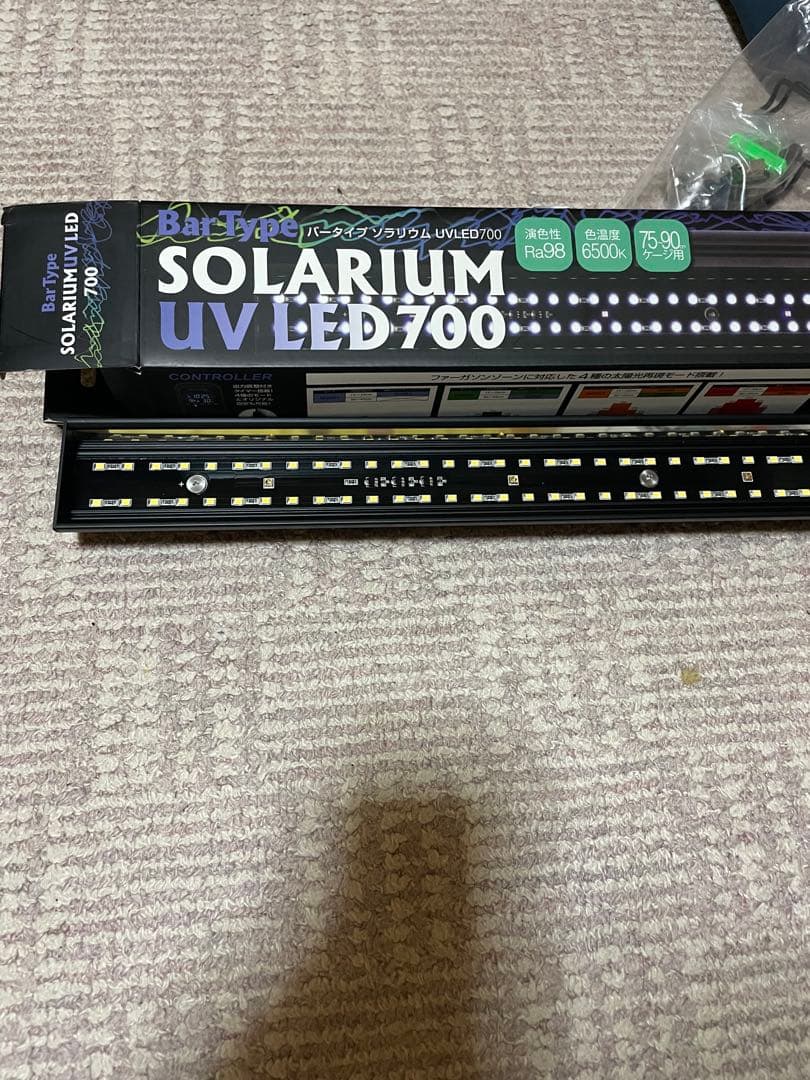 Bar Type
SOLARIUM UV LED
700
Bar Type バータイプ ソラリウム UVLED700
SOLARIUM
UV LED700
演色性
Ra98
色温度
6500K
75-90cm
ケージ用
CONTROLLER
ファーガソンゾーンに対応した4種の太陽光再現モード搭載！